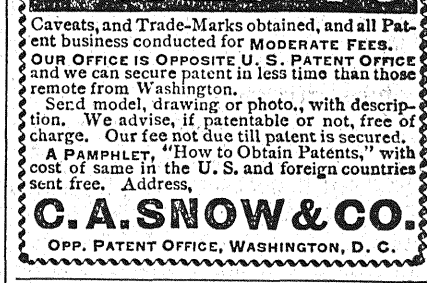 Caveats, and Trade-Marks obtained, and all Pat-
ent business conducted for MODERATE FEES.
OUR OFFICE IS OPPOSITE U. S. PATENT OFFICE
and we can secure patent in less time than those
remote from Washington.
Send model, drawing or photo., with descrip-
tion. We advise, if patentable or not, free of
charge. Our fee not due till patent is secured.
A PAMPHLET, "How to Obtain Patents," with
cost of same in the U. S. and foreign countries
sent free. Address,
C. A. SNOW & CO.
OPP. PATENT OFFICE, WASHINGTON, D. C.